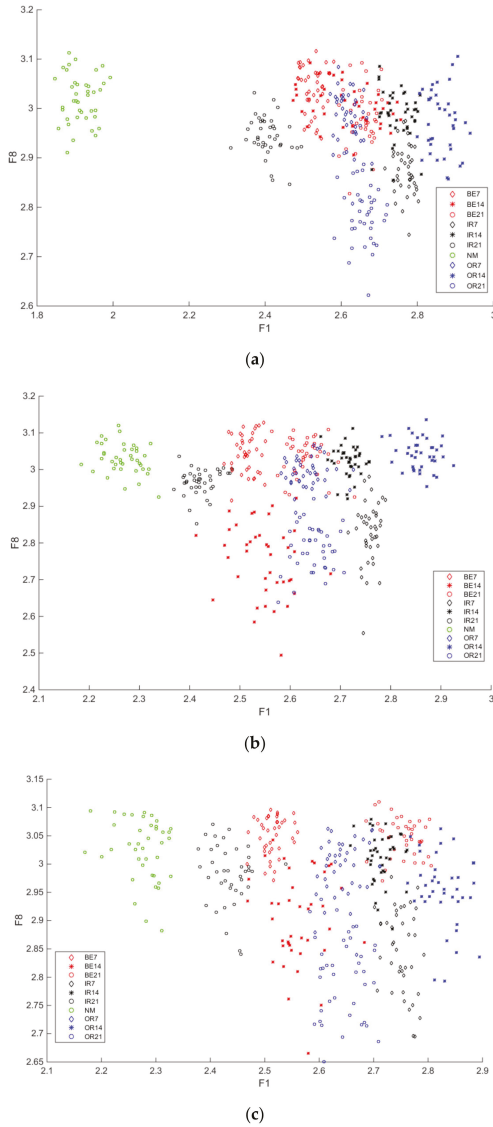 3.2
3.1
3
2.9
2.8
2.7
2.6
F8
1.8 2 2.2 2.4 2.6 2.8 3
F1
BE7
BE14
BE21
IR7
IR14
IR21
NM
OR7
OR14
OR21
(a)
3.2
3.1
3
2.9
2.8
2.7
2.6
2.5
2.4
F8
2.1 2.2 2.3 2.4 2.5 2.6 2.7 2.8 2.9 3
F1
BE7
BE14
BE21
IR7
IR14
IR21
NM
OR7
OR14
OR21
(b)
3.15
3.1
3.05
3
2.95
2.9
2.85
2.8
2.75
2.7
2.65
F8
2.1 2.2 2.3 2.4 2.5 2.6 2.7 2.8 2.9
F1
BE7
BE14
BE21
IR7
IR14
IR21
NM
OR7
OR14
OR21
(c)